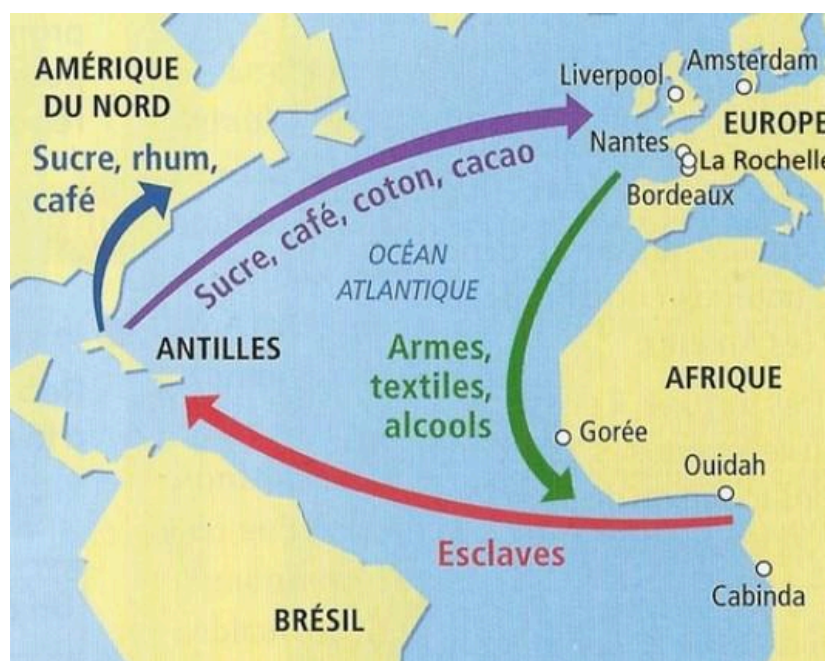 AMÉRIQUE
DU NORD
Sucre, rhum,
café
Sucre, café, coton, cacao
Liverpool
Amsterdam
EUROPE
Nantes
La Rochelle
Bordeaux
OCÉAN
ATLANTIQUE
ANTILLES
Armes,
textiles,
alcools
AFRIQUE
Gorée
Ouidah
Esclaves
Cabinda
BRÉSIL